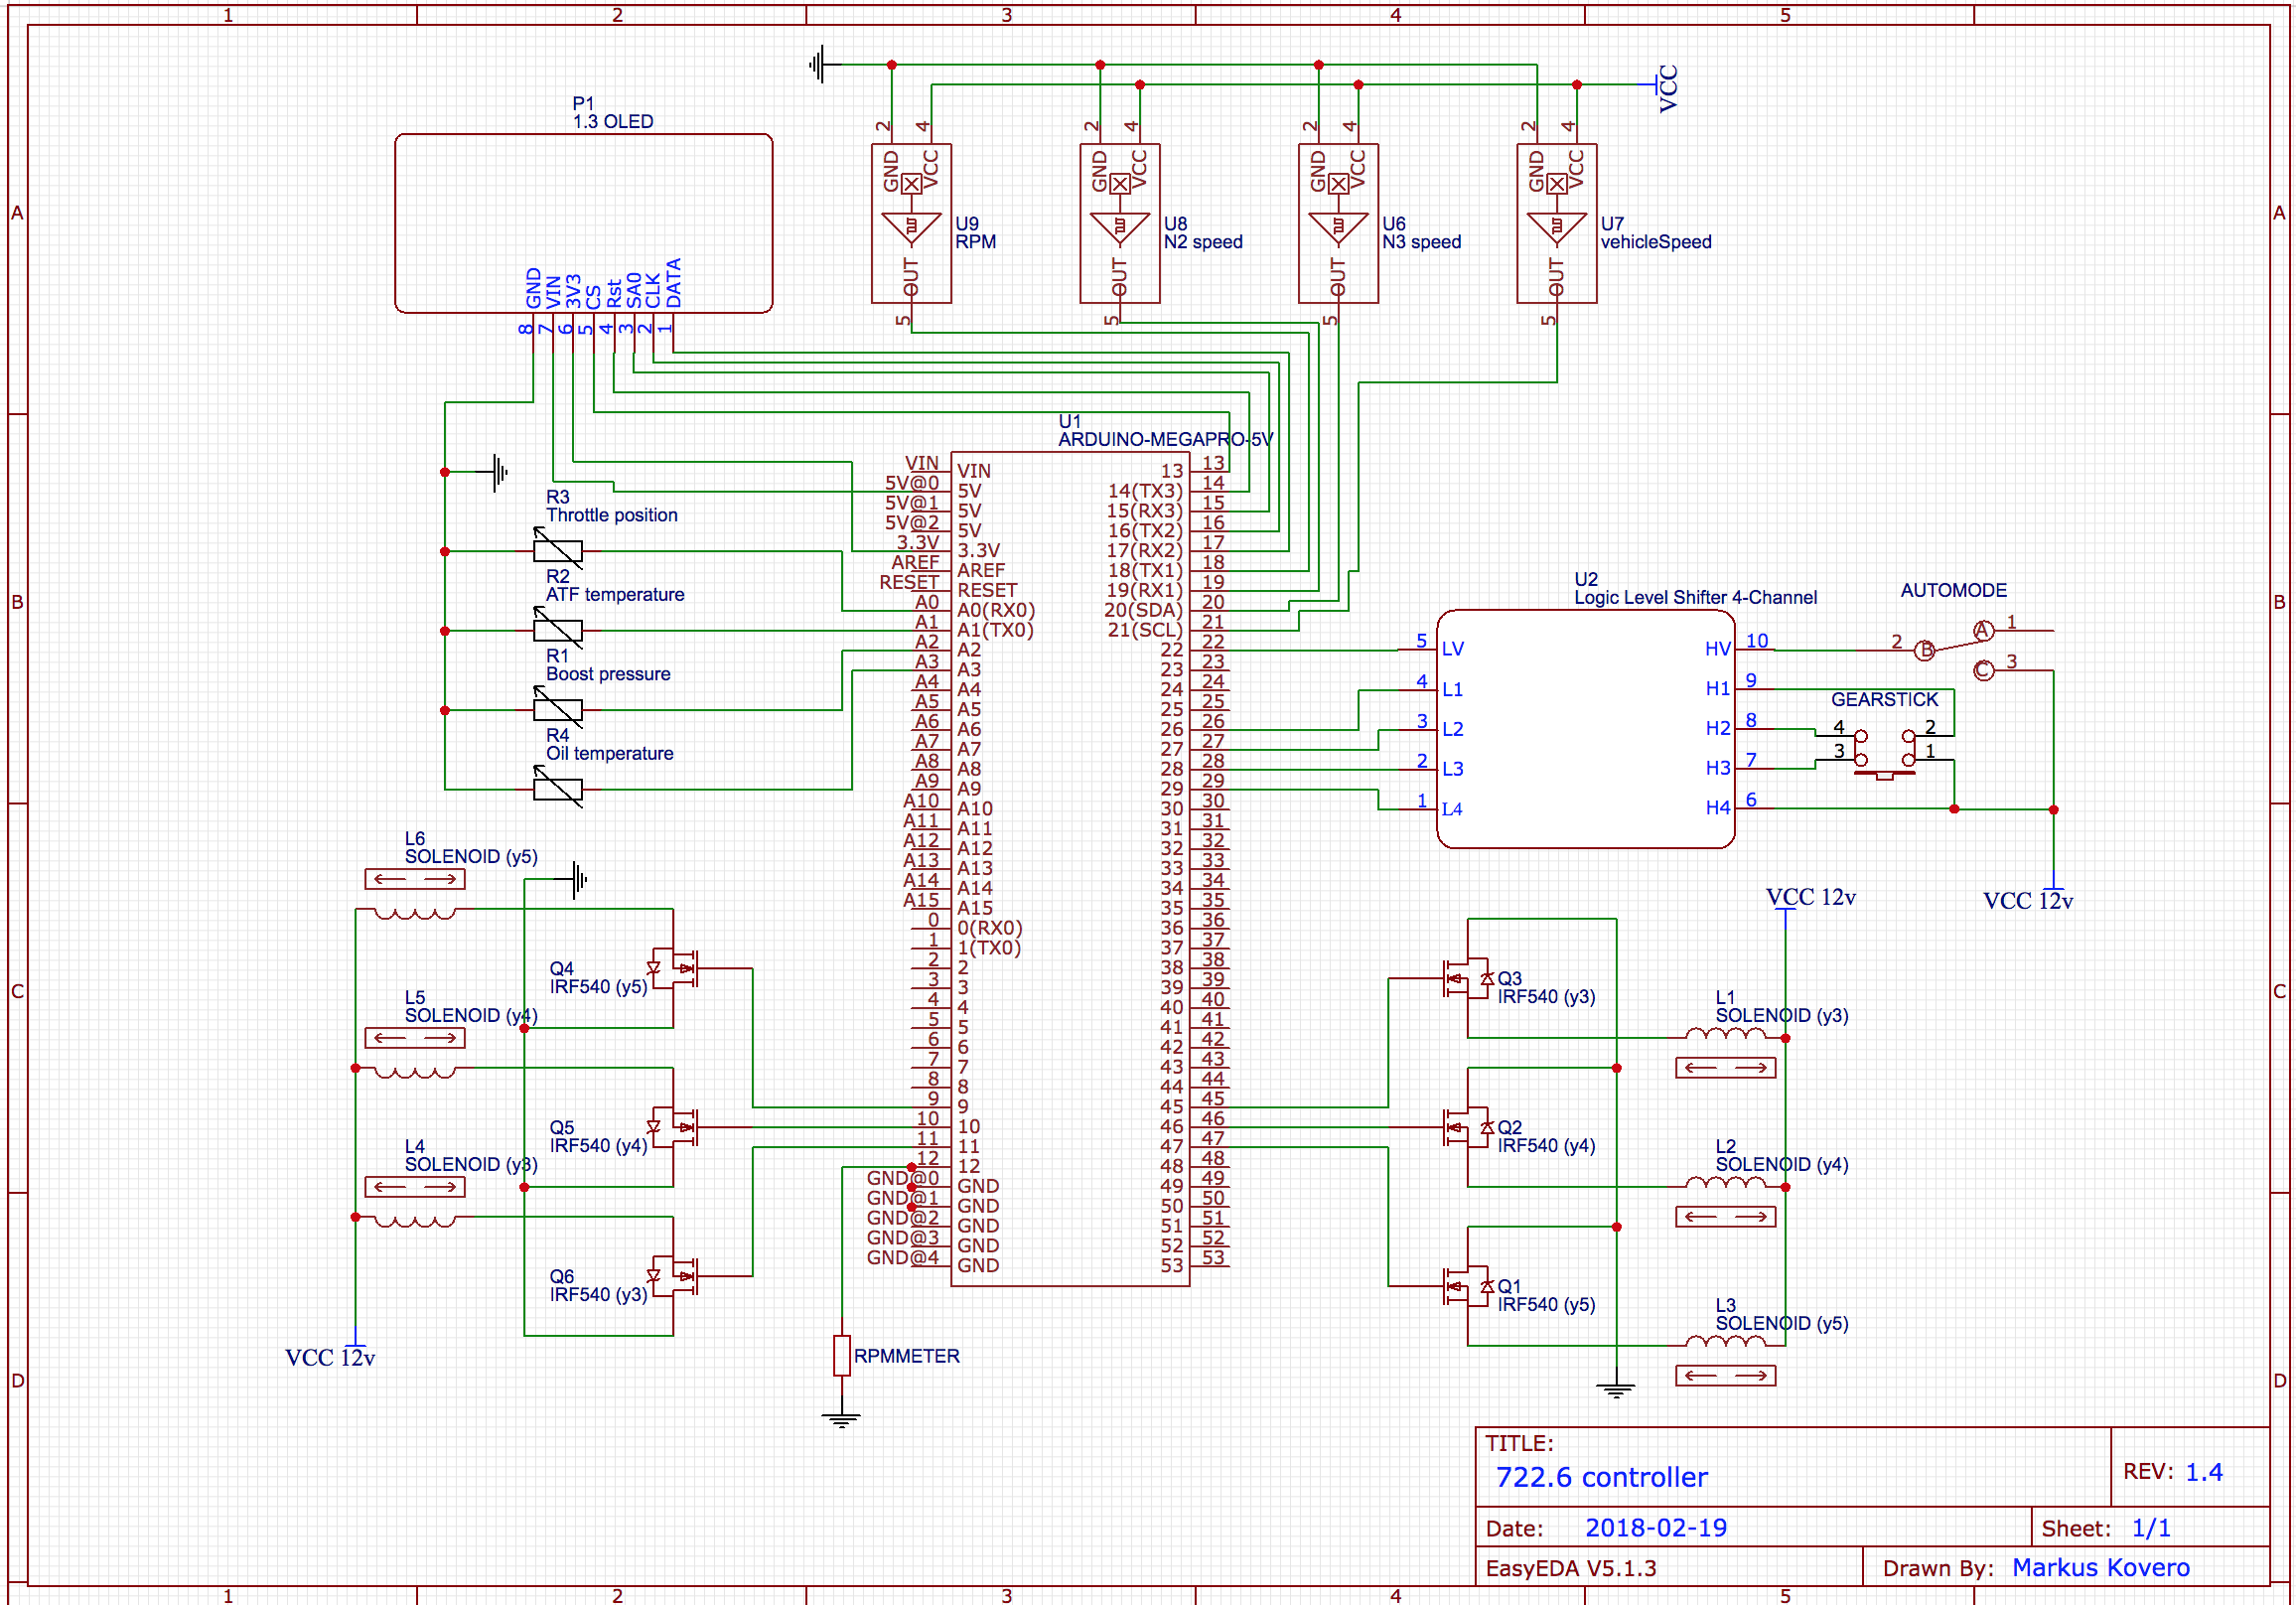 1 2 3 4 5
A
B
C
D
A
B
C
D
P1
1.3 OLED
GND
VIN
3V3
CS
Rst
SA0
CLK
DATA
8 7 6 5 4 3 2 1
VCC
2 4
GND VCC
OUT
5
U9
RPM
2 4
GND VCC
OUT
5
U8
N2 speed
2 4
GND VCC
OUT
5
U6
N3 speed
2 4
GND VCC
OUT
5
U7
vehicleSpeed
U1
ARDUINO-MEGAPRO-5V
VIN VIN
5V@0 5V
5V@1 5V
5V@2 5V
3.3V 3.3V
AREF AREF
RESET RESET
A0 A0(RX0)
A1 A1(TX0)
A2 A2
A3 A3
A4 A4
A5 A5
A6 A6
A7 A7
A8 A8
A9 A9
A10 A10
A11 A11
A12 A12
A13 A13
A14 A14
A15 A15
0 0(RX0)
1 1(TX0)
2 2
3 3
4 4
5 5
6 6
7 7
8 8
9 9
10 10
11 11
12 12
GND@0 GND
GND@1 GND
GND@2 GND
GND@3 GND
GND@4 GND
13 13
14(TX3) 14
15(RX3) 15
16(TX2) 16
17(RX2) 17
18(TX1) 18
19(RX1) 19
20(SDA) 20
21(SCL) 21
22 22
23 23
24 24
25 25
26 26
27 27
28 28
29 29
30 30
31 31
32 32
33 33
34 34
35 35
36 36
37 37
38 38
39 39
40 40
41 41
42 42
43 43
44 44
45 45
46 46
47 47
48 48
49 49
50 50
51 51
52 52
53 53
R3
Throttle position
R2
ATF temperature
R1
Boost pressure
R4
Oil temperature
L6
SOLENOID (y5)
Q4
IRF540 (y5)
L5
SOLENOID (y4)
Q5
IRF540 (y4)
L4
SOLENOID (y3)
Q6
IRF540 (y3)
VCC 12v
RPMMETER
U2
Logic Level Shifter 4-Channel
5 LV
4 L1
3 L2
2 L3
1 L4
HV 10
H1 9
H2 8
H3 7
H4 6
AUTOMODE
2 B
A 1
C 3
GEARSTICK
4 2
3 1
VCC 12v
VCC 12v
Q3
IRF540 (y3)
L1
SOLENOID (y3)
Q2
IRF540 (y4)
L2
SOLENOID (y4)
Q1
IRF540 (y5)
L3
SOLENOID (y5)
TITLE:
722.6 controller
REV: 1.4
Date: 2018-02-19
Sheet: 1/1
EasyEDA V5.1.3
Drawn By: Markus Kovero
1 2 3 4 5